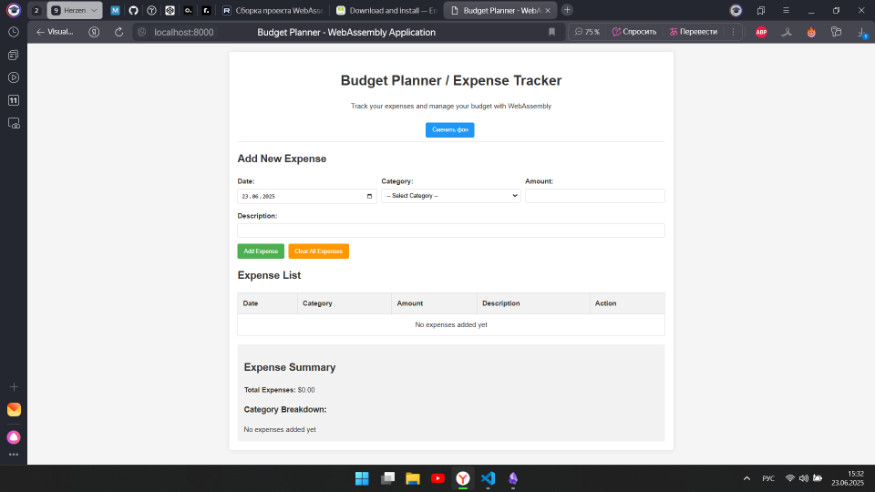 2 Herzen M Сборка проекта WebAsse Download and install — E Budget Planner - WebA
Visual... localhost:8000 Budget Planner - WebAssembly Application 75% Спросить Перевести ABP
11
Budget Planner / Expense Tracker
Track your expenses and manage your budget with WebAssembly
Сменить фон
Add New Expense
Date: Category: Amount:
23.06.2025 -- Select Category --
Description:
Add Expense Clear All Expenses
Expense List
Date Category Amount Description Action
No expenses added yet
Expense Summary
Total Expenses: $0.00
Category Breakdown:
No expenses added yet
РУС 15:32
23.06.2025